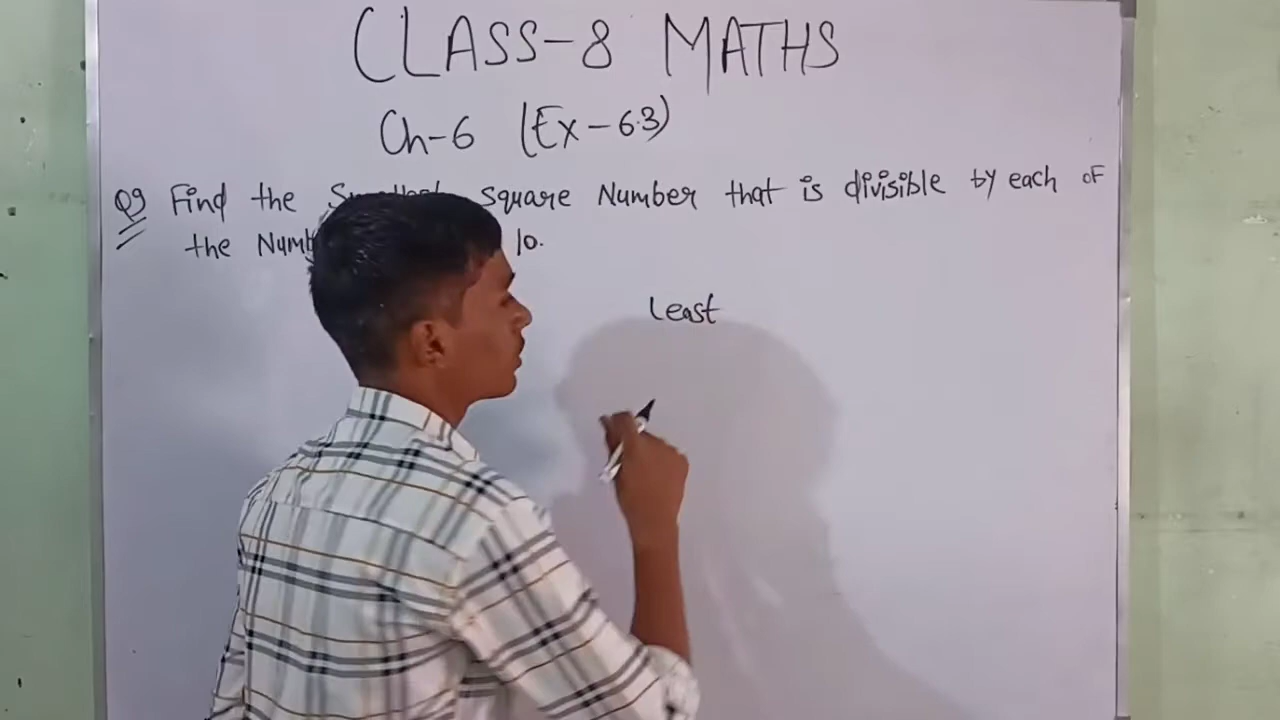 CLASS-8 MATHS
Ch-6 (Ex-6.3)
Q9 Find the square Number that is divisible by each of
the 10.
Least